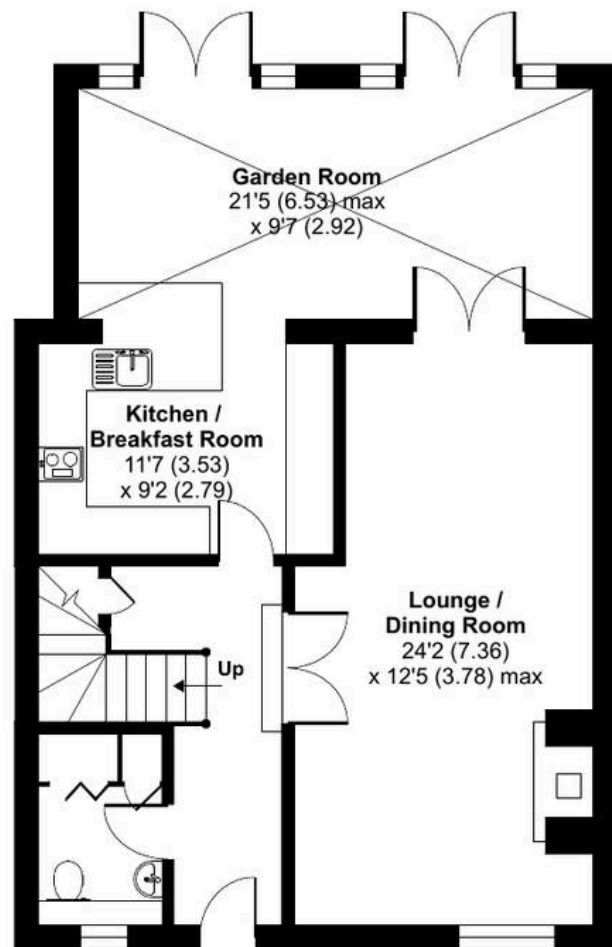 Garden Room
21'5 (6.53) max
x 9'7 (2.92)
Kitchen /
Breakfast Room
11'7 (3.53)
x 9'2 (2.79)
Lounge /
Dining Room
24'2 (7.36)
x 12'5 (3.78) max
Up